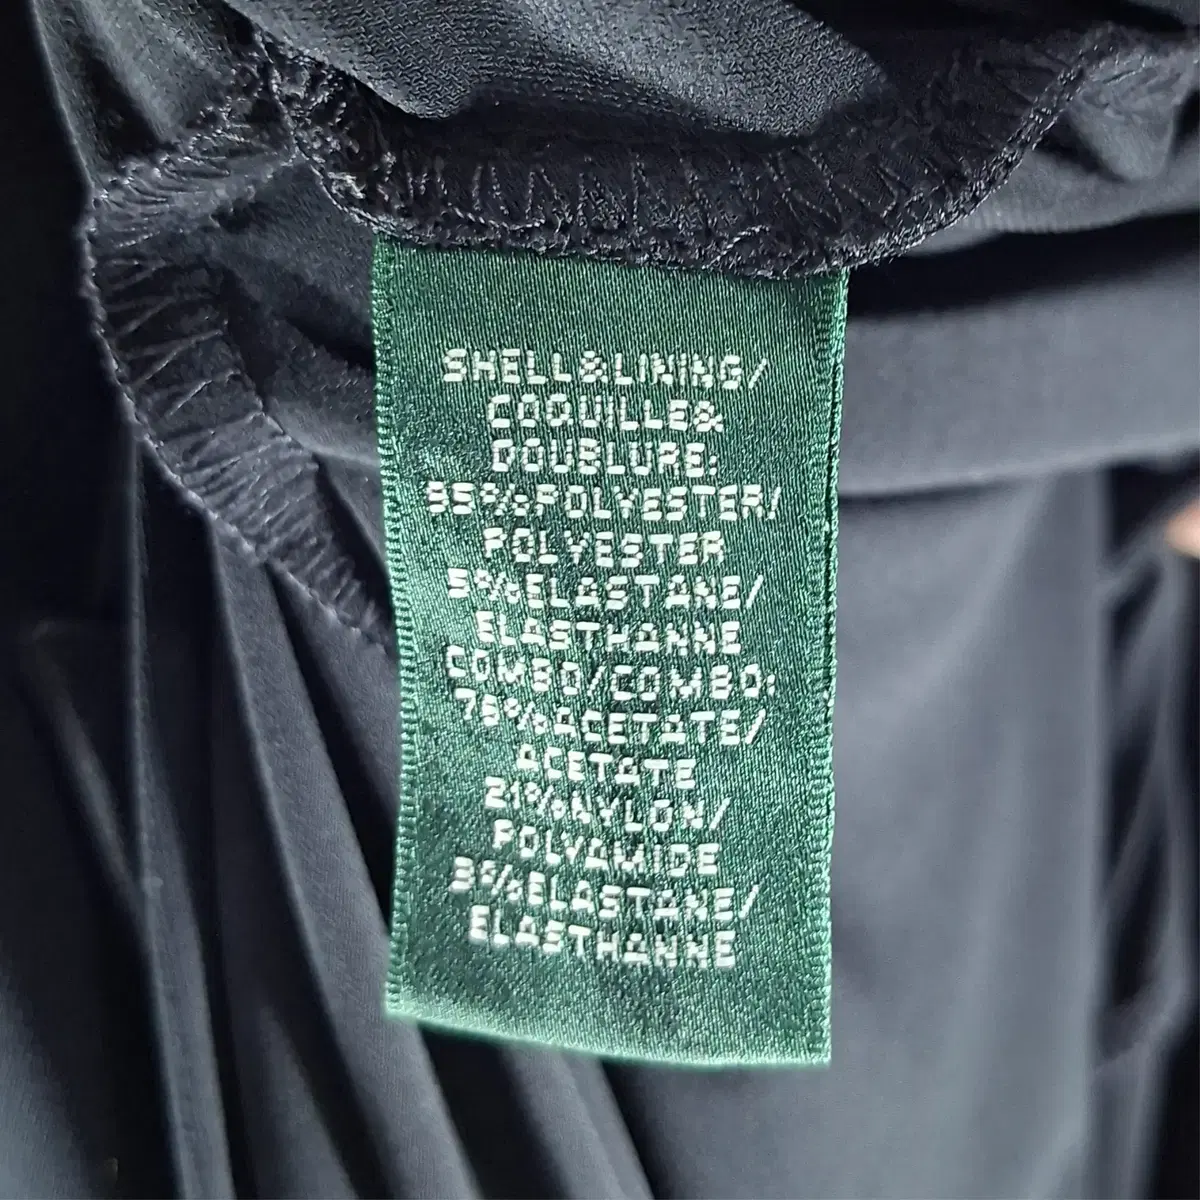 SHELL&LINING/
COQUILLE&
DOUBLURE:
95%POLYESTER/
POLYESTER
5%ELASTANE/
ELASTHANNE
COMBO/COMBO:
76%ACETATE/
ACETATE
21%NYLON/
POLYAMIDE
3%ELASTANE/
ELASTHANNE